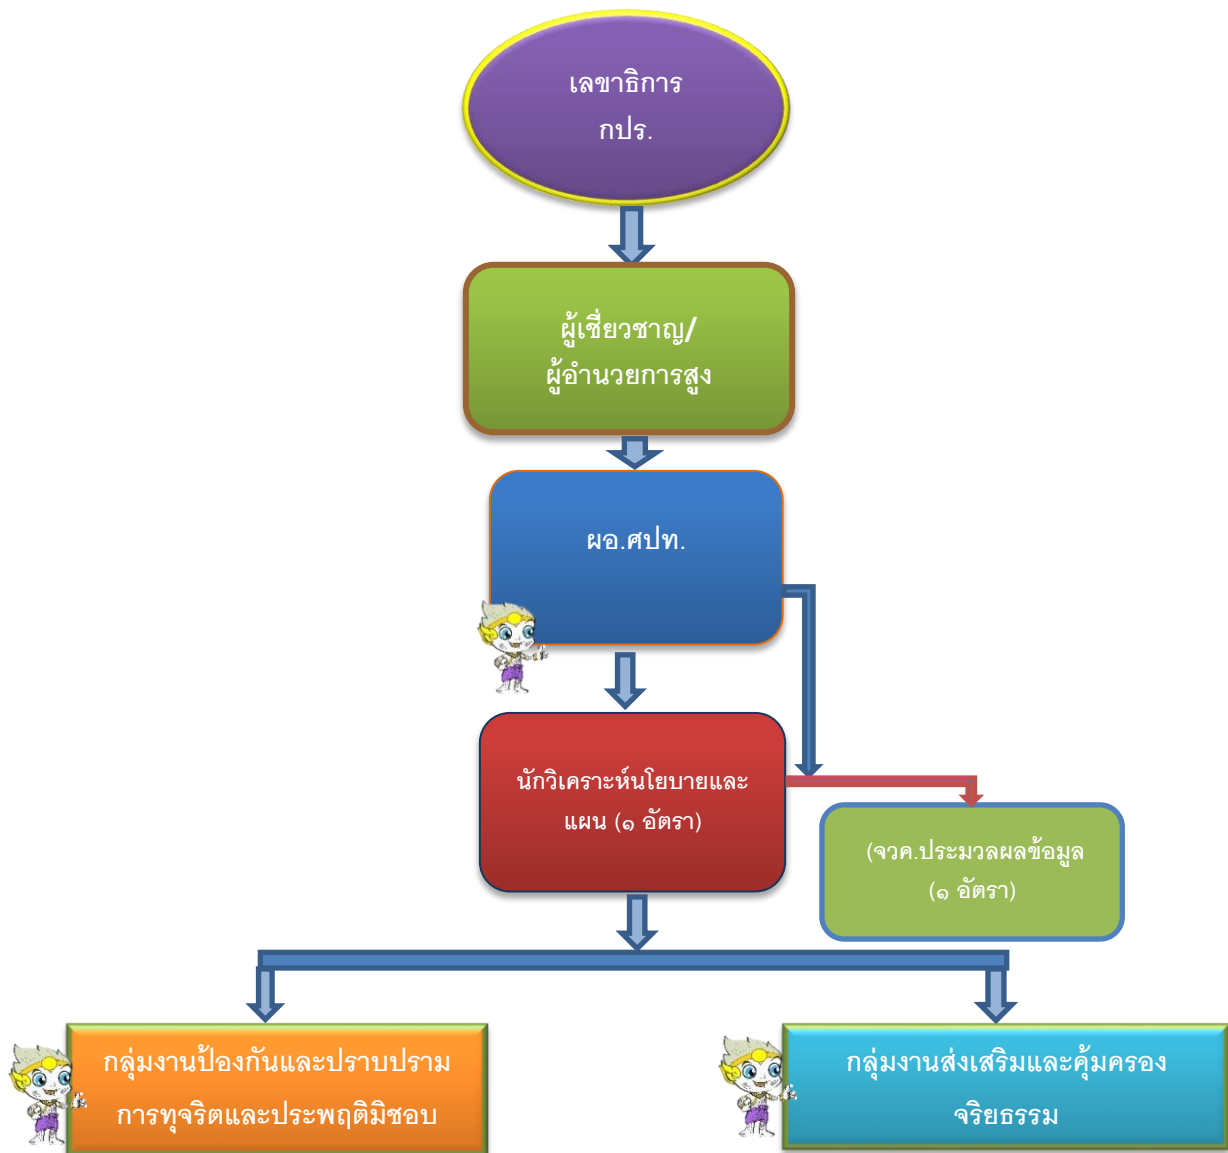 เลขาธิการ
กปร.
ผู้เชี่ยวชาญ/
ผู้อำนวยการสูง
ผอ.ศปท.
นักวิเคราะห์นโยบายและ
แผน (๑ อัตรา)
(จวค.ประมวลผลข้อมูล
(๑ อัตรา)
กลุ่มงานป้องกันและปราบปราม
การทุจริตและประพฤติมิชอบ
กลุ่มงานส่งเสริมและคุ้มครอง
จริยธรรม